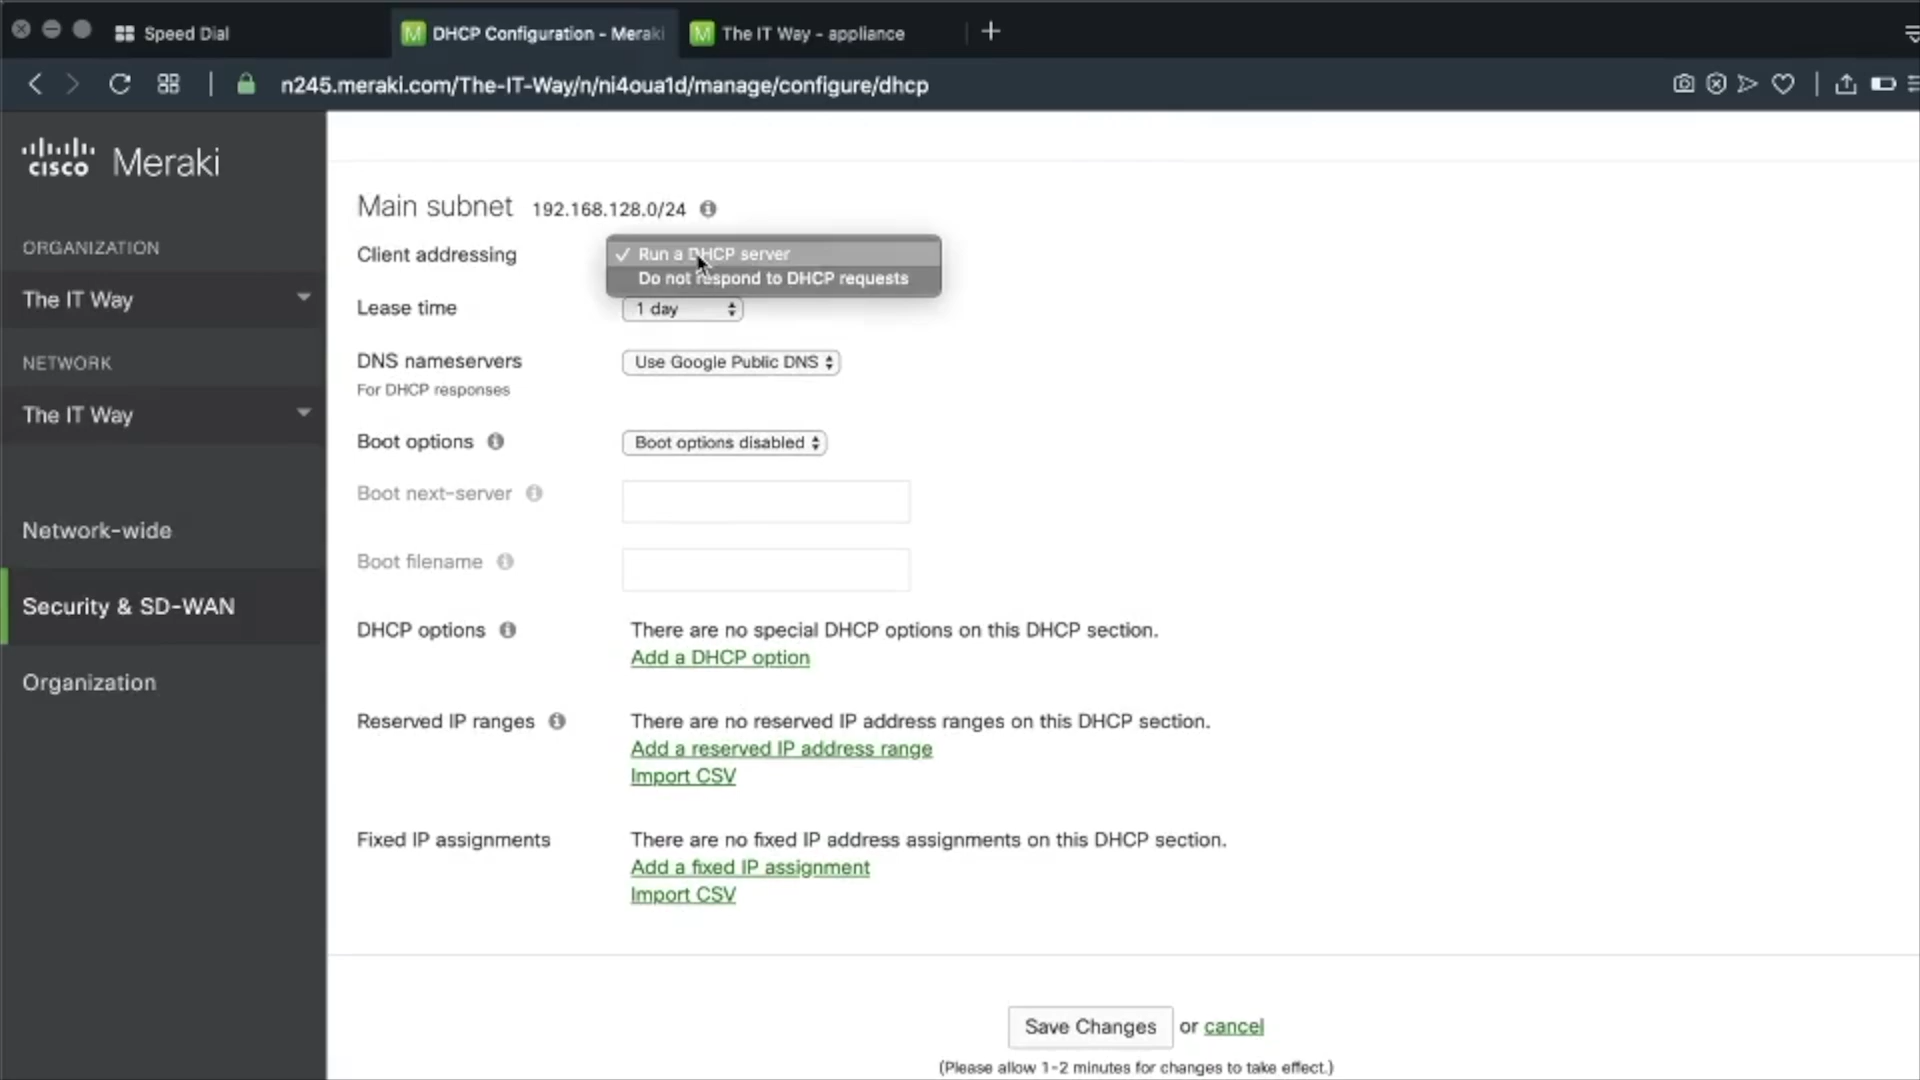 Speed Dial
DHCP Configuration - Meraki
The IT Way - appliance
n245.meraki.com/The-IT-Way/n/ni4oua1d/manage/configure/dhcp
cisco Meraki
ORGANIZATION
The IT Way
NETWORK
The IT Way
Network-wide
Security & SD-WAN
Organization
Main subnet 192.168.128.0/24
Client addressing
✓ Run a DHCP server
Do not respond to DHCP requests
Lease time 1 day
DNS nameservers Use Google Public DNS
For DHCP responses
Boot options Boot options disabled
Boot next-server
Boot filename
DHCP options There are no special DHCP options on this DHCP section.
Add a DHCP option
Reserved IP ranges There are no reserved IP address ranges on this DHCP section.
Add a reserved IP address range
Import CSV
Fixed IP assignments There are no fixed IP address assignments on this DHCP section.
Add a fixed IP assignment
Import CSV
Save Changes or cancel
(Please allow 1-2 minutes for changes to take effect.)